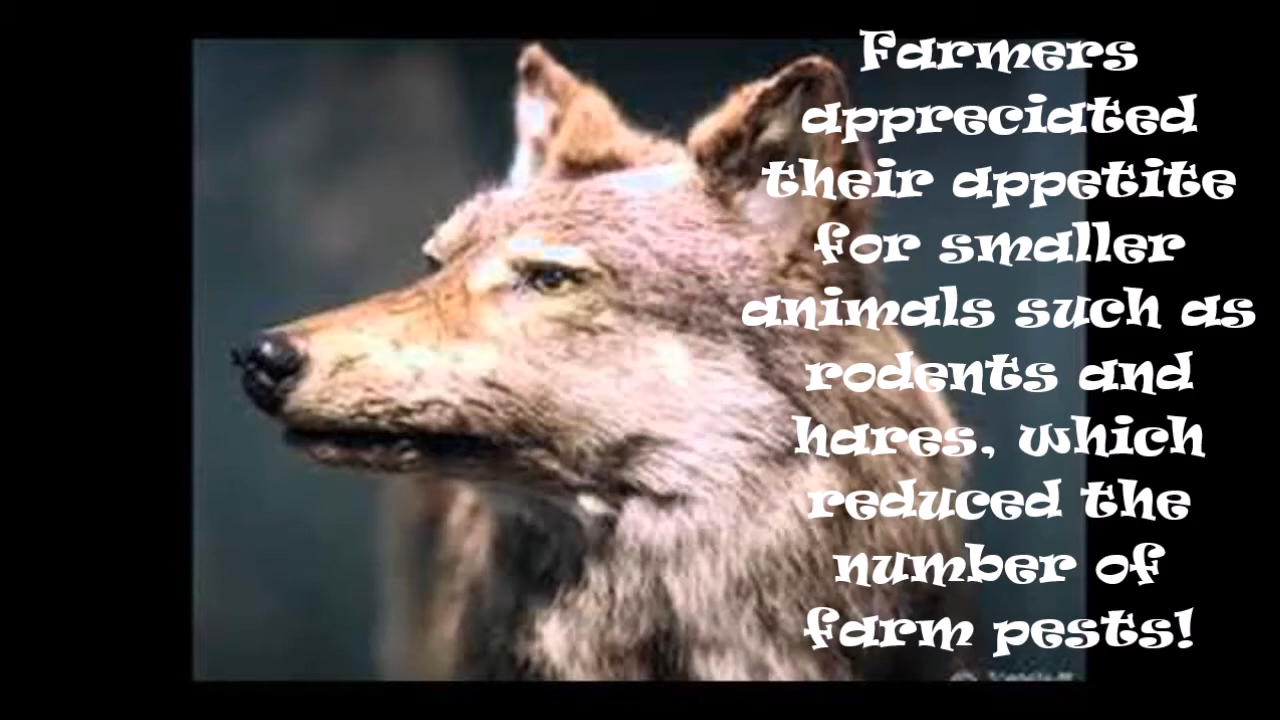 Farmers
appreciated
their appetite
for smaller
animals such as
rodents and
hares, which
reduced the
number of
farm pests!